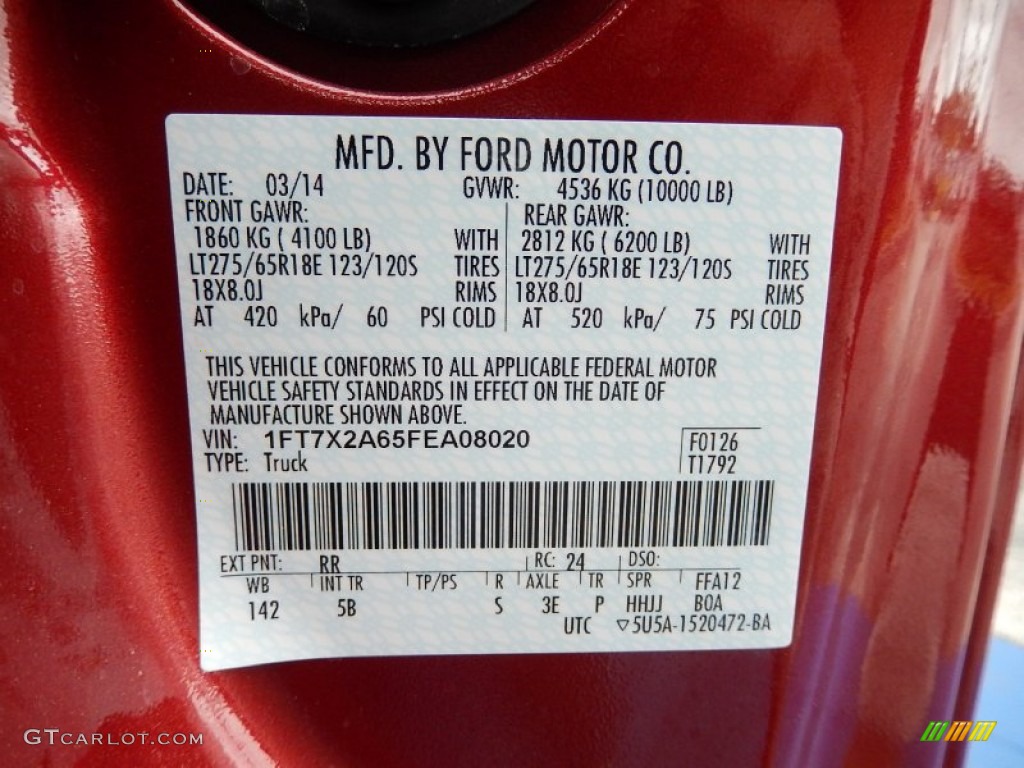 MFD. BY FORD MOTOR CO.
DATE: 03/14 GVWR: 4536 KG (10000 LB)
FRONT GAWR: REAR GAWR:
1860 KG ( 4100 LB) WITH 2812 KG ( 6200 LB) WITH
LT275/65R18E 123/120S TIRES LT275/65R18E 123/120S TIRES
18X8.0J RIMS 18X8.0J RIMS
AT 420 kPa/ 60 PSI COLD AT 520 kPa/ 75 PSI COLD
THIS VEHICLE CONFORMS TO ALL APPLICABLE FEDERAL MOTOR
VEHICLE SAFETY STANDARDS IN EFFECT ON THE DATE OF
MANUFACTURE SHOWN ABOVE.
VIN: 1FT7X2A65FEA08020 F0126
TYPE: Truck T1792
EXT PNT: RR RC: 24 DSO:
WB INT TR TP/PS R AXLE TR SPR FFA12
142 5B S 3E P HHJJ BOA
UTC ▽5U5A-1520472-BA
GTCARLOT.COM